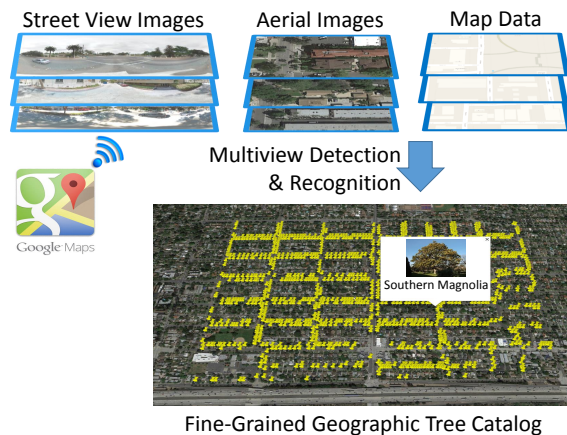 Street View Images
Aerial Images
Map Data
Multiview Detection
& Recognition
Google Maps
Southern Magnolia
Fine-Grained Geographic Tree Catalog